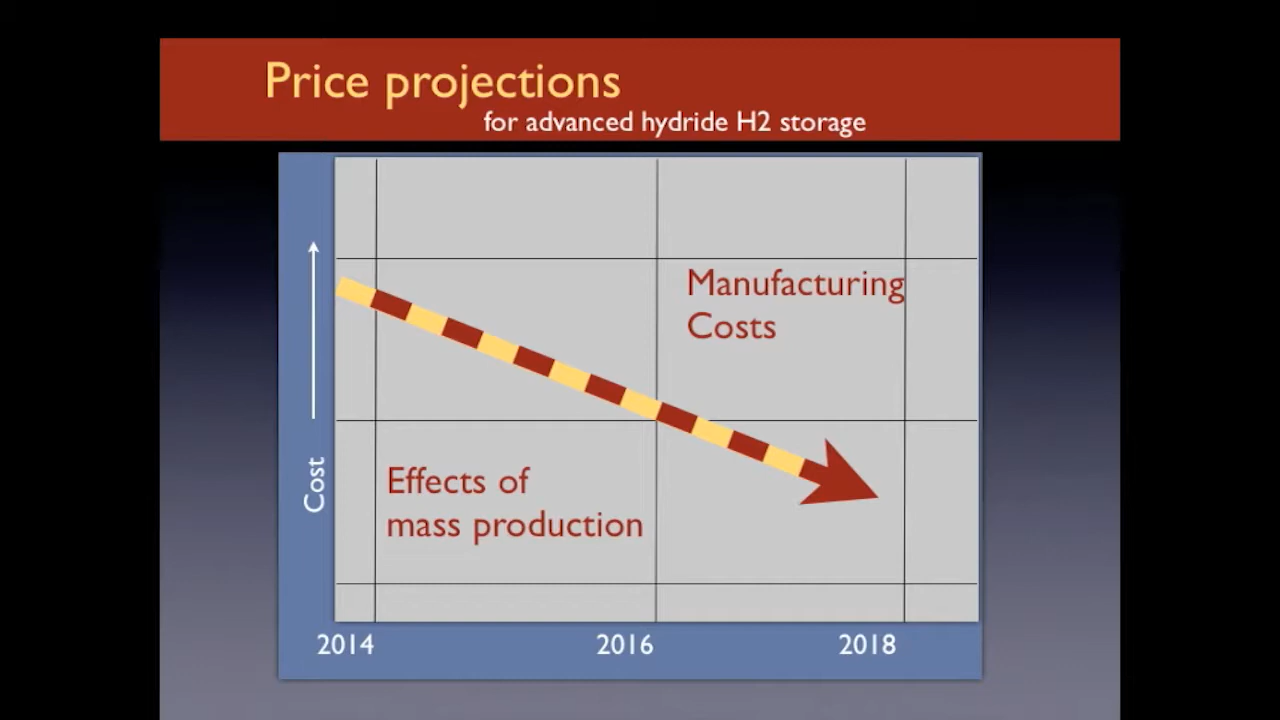 Price projections
for advanced hydride H2 storage
Manufacturing
Costs
Effects of
mass production
Cost
2014
2016
2018